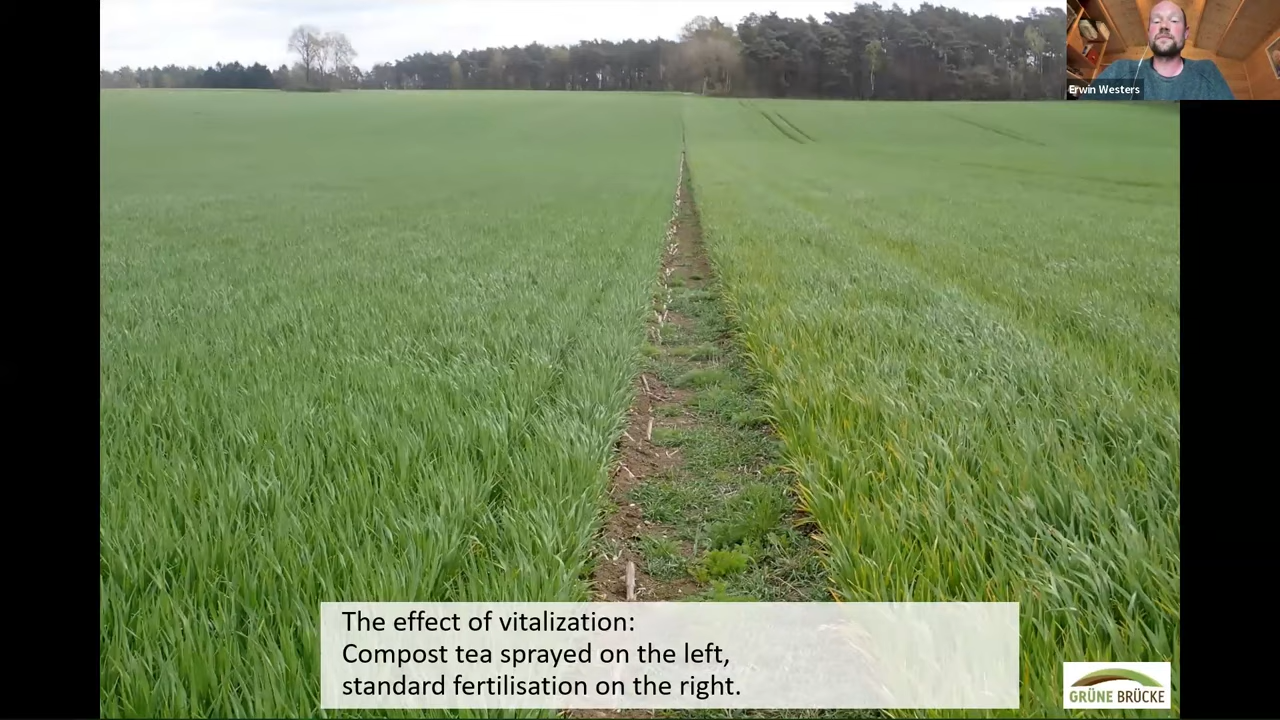 Erwin Westers
The effect of vitalization:
Compost tea sprayed on the left,
standard fertilisation on the right.
GRÜNE BRÜCKE